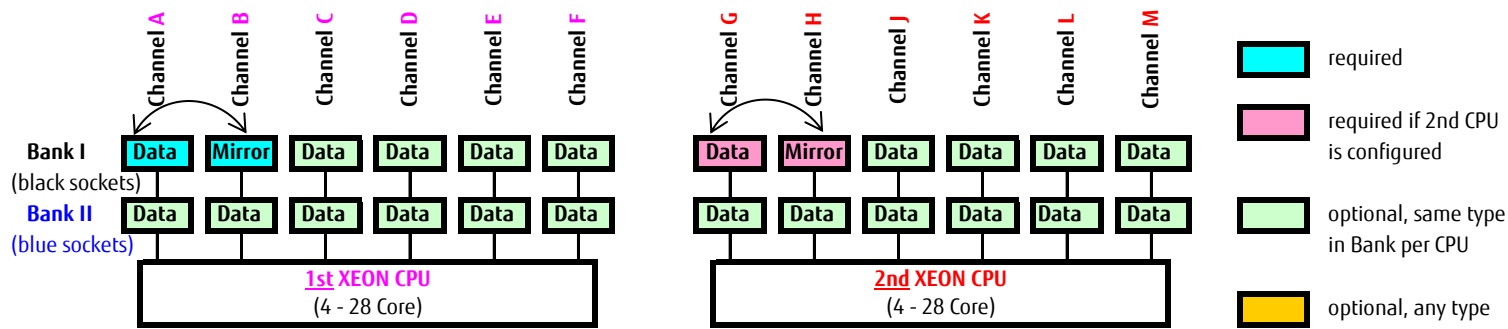 Channel A Channel B Channel C Channel D Channel E Channel F Channel G Channel H Channel J Channel K Channel L Channel M
required
required if 2nd CPU
is configured
Bank I Data Mirror Data Data Data Data Data Mirror Data Data Data Data
(black sockets)
Bank II Data Data Data Data Data Data Data Data Data Data Data Data
(blue sockets)
optional, same type
in Bank per CPU
1st XEON CPU 2nd XEON CPU
(4 - 28 Core) (4 - 28 Core)
optional, any type